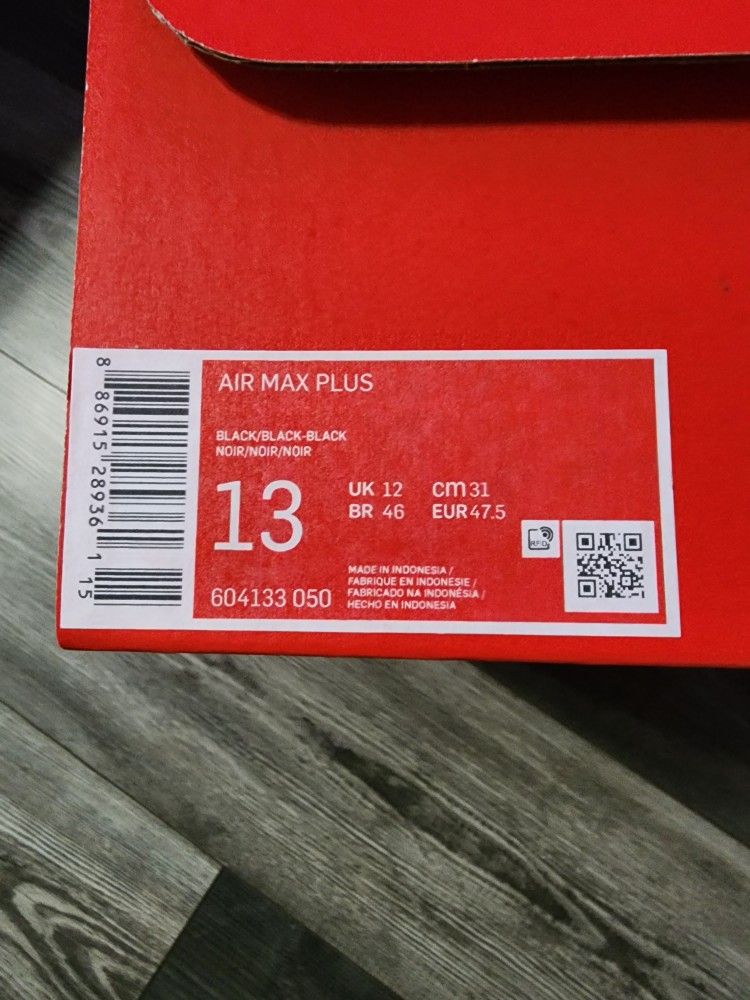 AIR MAX PLUS
BLACK/BLACK-BLACK
NOIR/NOIR/NOIR
13
UK 12 cm 31
BR 46 EUR 47.5
RFID
604133 050
MADE IN INDONESIA /
FABRIQUE EN INDONESIE /
FABRICADO NA INDONÉSIA /
HECHO EN INDONESIA
8 86915 28936 1 15